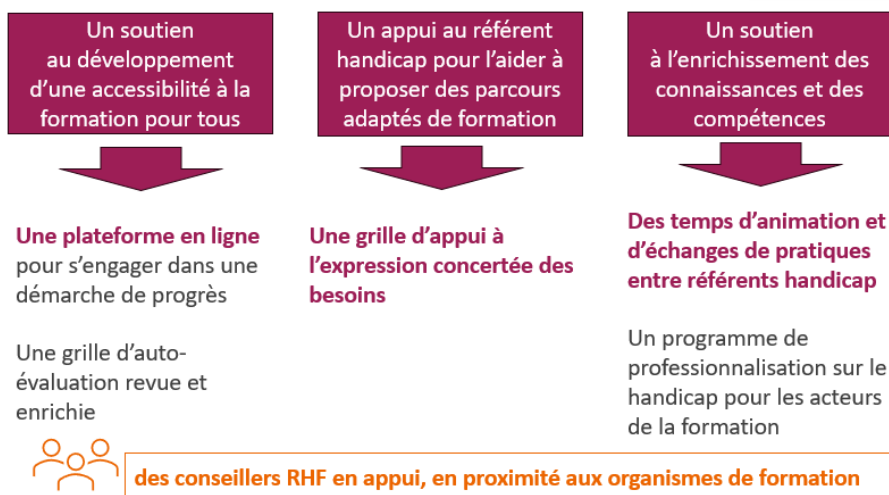 Un soutien
au développement
d’une accessibilité à la
formation pour tous
Un appui au référent
handicap pour l’aider à
proposer des parcours
adaptés de formation
Un soutien
à l’enrichissement des
connaissances et des
compétences
Une plateforme en ligne
pour s’engager dans une
démarche de progrès
Une grille d’auto-
évaluation revue et
enrichie
Une grille d’appui à
l’expression concertée des
besoins
Des temps d’animation et
d’échanges de pratiques
entre référents handicap
Un programme de
professionnalisation sur le
handicap pour les acteurs
de la formation
des conseillers RHF en appui, en proximité aux organismes de formation